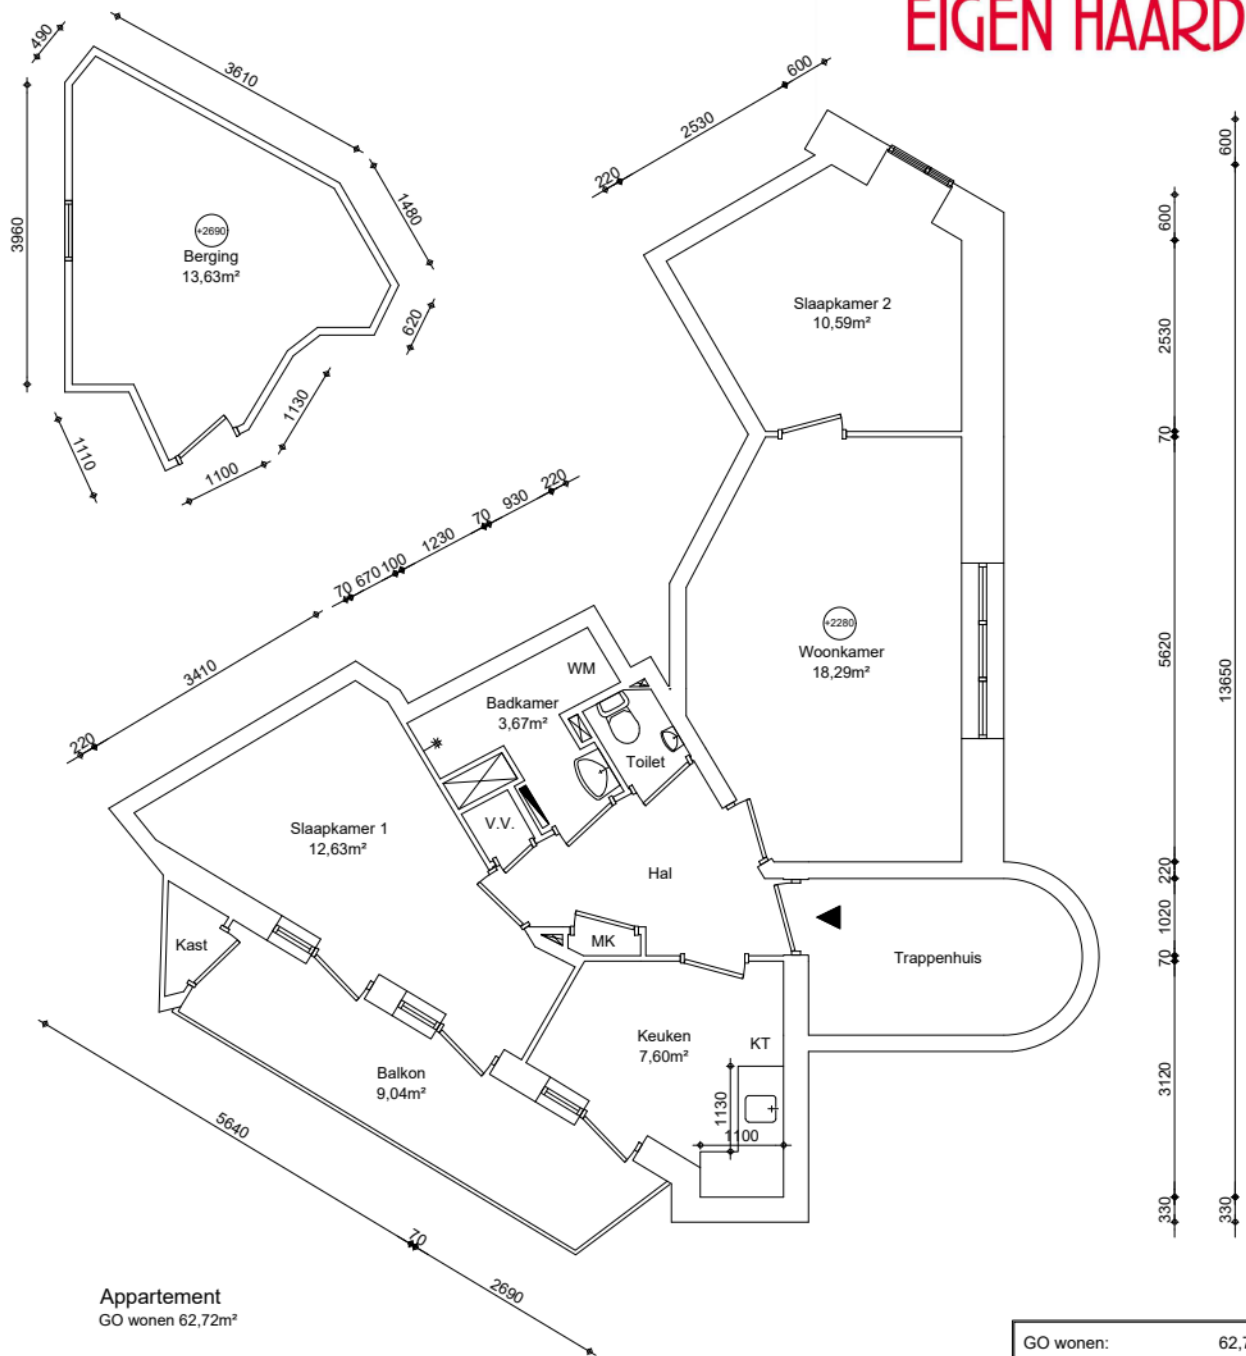 EIGEN HAARD
490
3610
600
2530
220
600
1480
3960
+2690
Berging
13,63m²
600
620
Slaapkamer 2
10,59m²
2530
1130
1110
1100
70
220
930
70
1230
100
670
70
+2280
Woonkamer
18,29m²
5620
13650
3410
220
WM
Badkamer
3,67m²
Toilet
V.V.
Slaapkamer 1
12,63m²
Hal
220
1020
70
Kast
MK
Trappenhuis
Keuken
7,60m²
KT
Balkon
9,04m²
1130
1100
3120
5640
330
330
70
2690
Appartement
GO wonen 62,72m²
GO wonen: 62,7